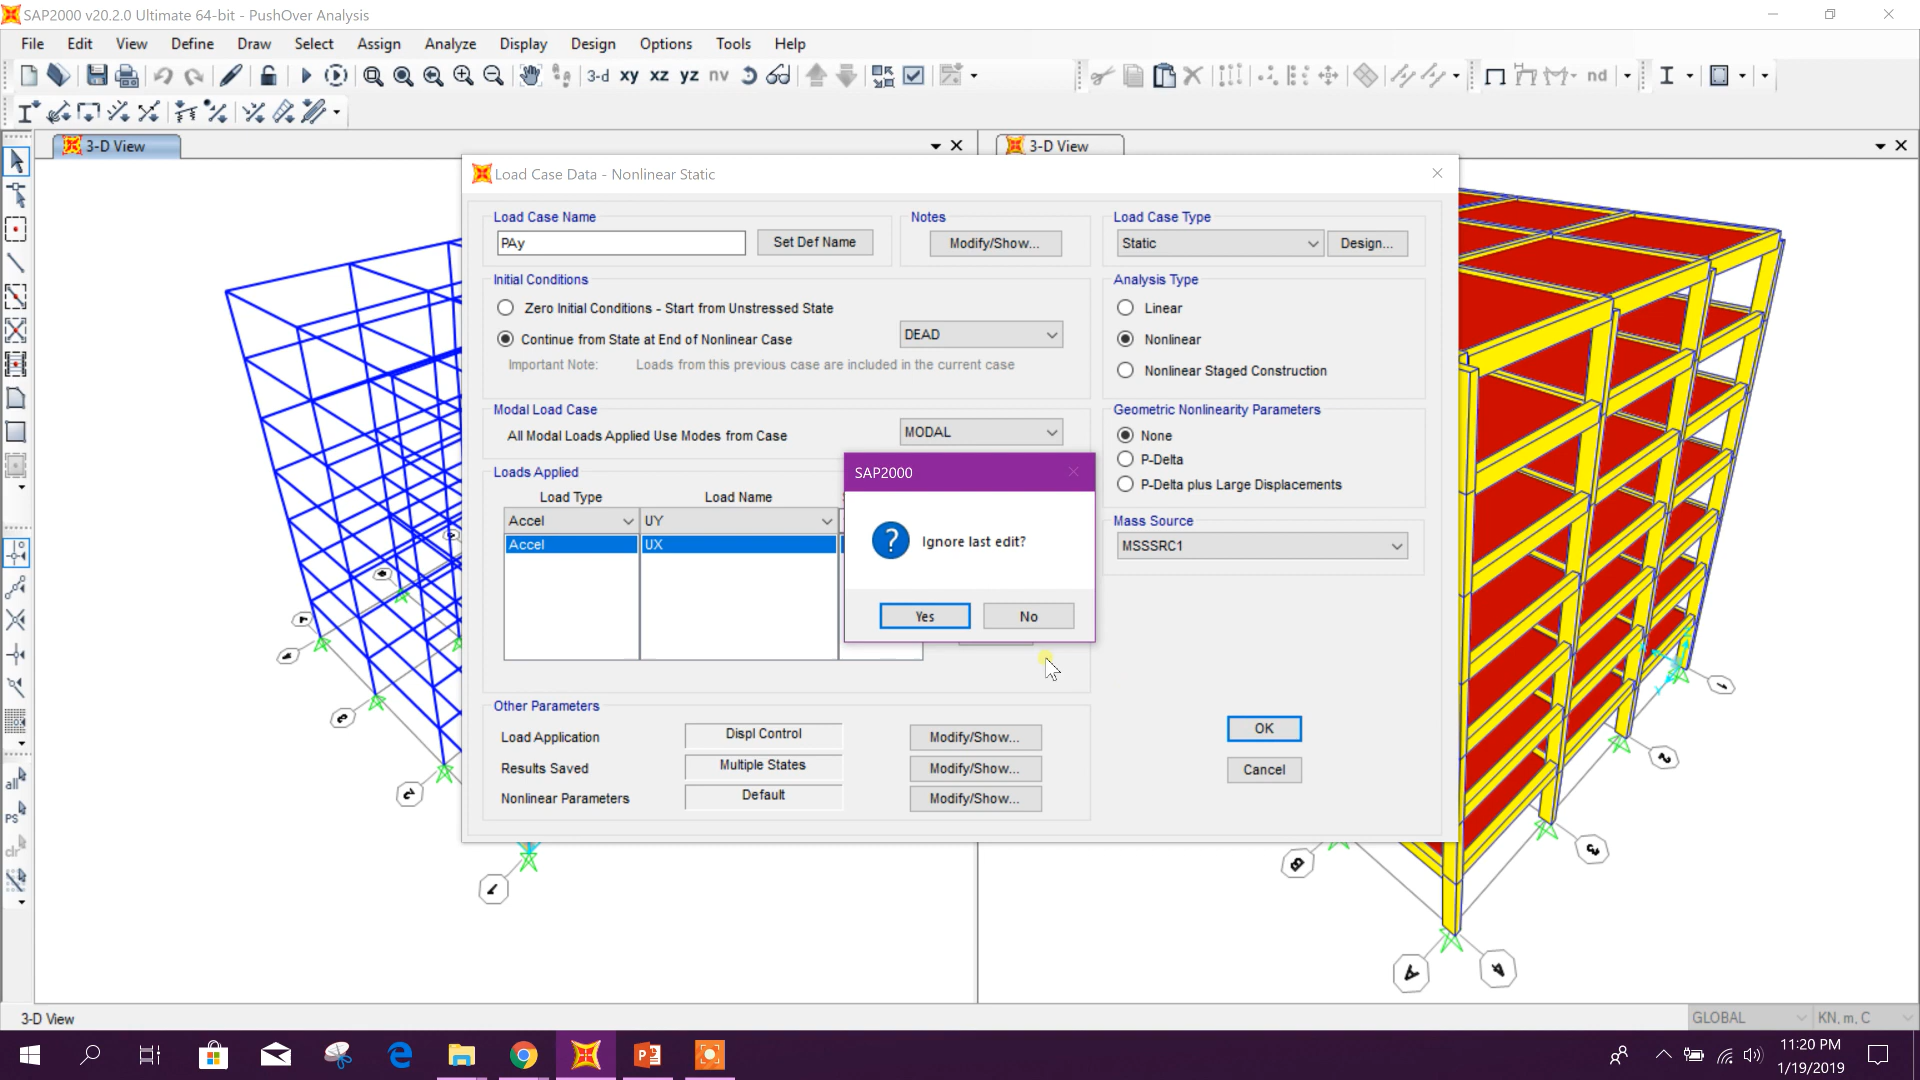 SAP2000 v20.2.0 Ultimate 64-bit - PushOver Analysis
File Edit View Define Draw Select Assign Analyze Display Design Options Tools Help
3-d xy xz yz nv nd
3-D View
3-D View
Load Case Data - Nonlinear Static
Load Case Name
PAy
Set Def Name
Notes
Modify/Show...
Load Case Type
Static
Design...
Initial Conditions
Zero Initial Conditions - Start from Unstressed State
Continue from State at End of Nonlinear Case
DEAD
Important Note: Loads from this previous case are included in the current case
Analysis Type
Linear
Nonlinear
Nonlinear Staged Construction
Modal Load Case
All Modal Loads Applied Use Modes from Case
MODAL
Geometric Nonlinearity Parameters
None
P-Delta
P-Delta plus Large Displacements
Loads Applied
Load Type Load Name
Accel UY
Accel UX
SAP2000
Ignore last edit?
Yes No
Mass Source
MSSSRC1
Other Parameters
Load Application Displ Control Modify/Show...
Results Saved Multiple States Modify/Show...
Nonlinear Parameters Default Modify/Show...
OK
Cancel
all
PS
clr
3-D View
GLOBAL
KN, m, C
11:20 PM
1/19/2019